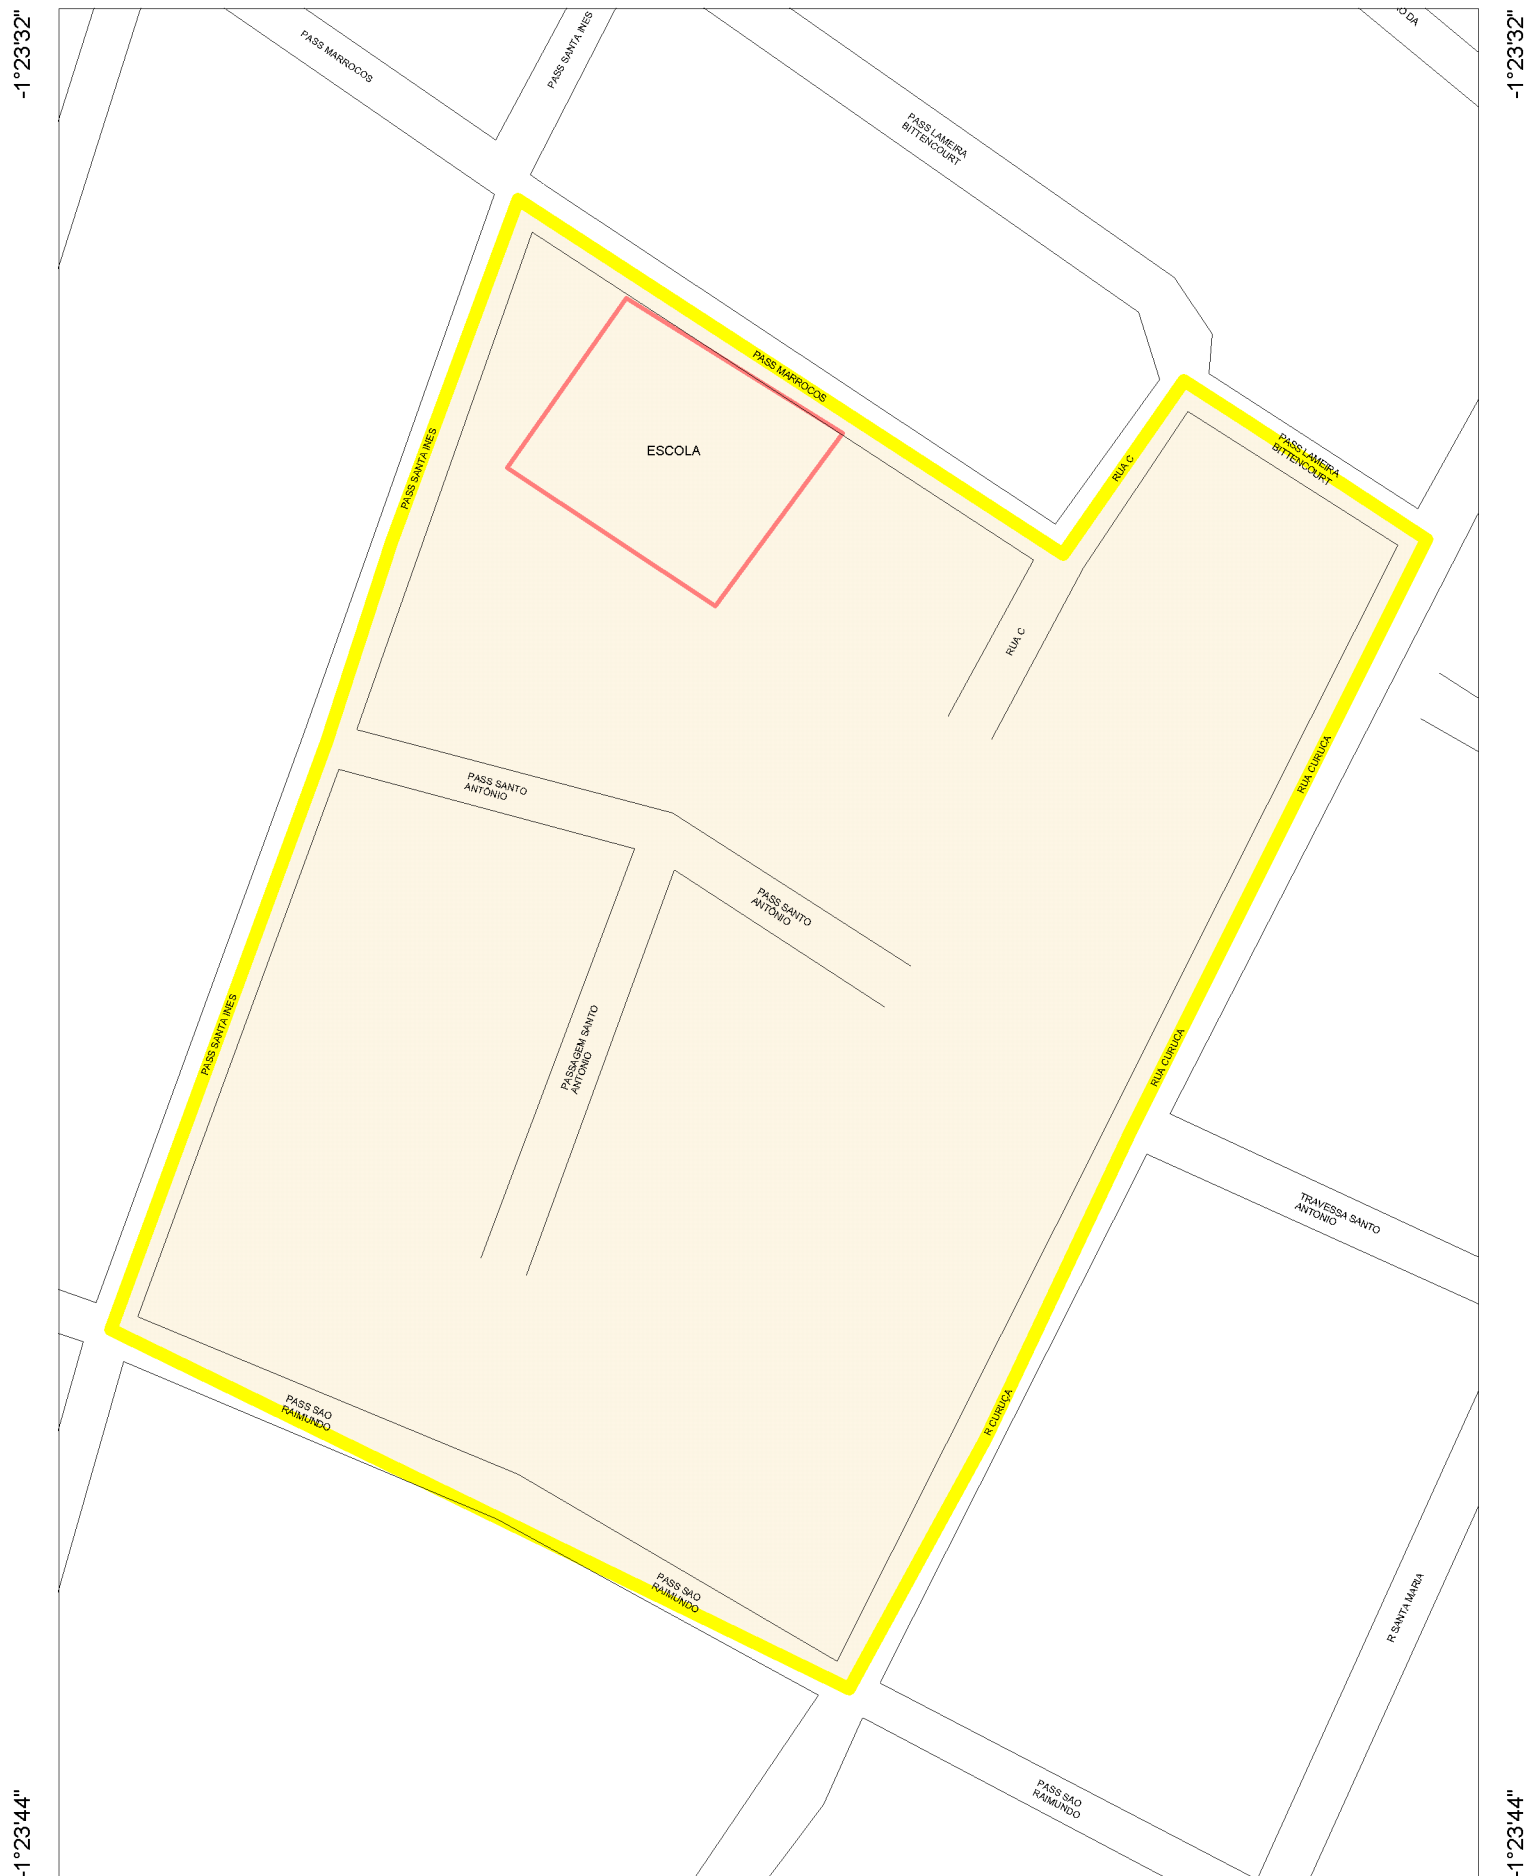 -1°23'32"
-1°23'32"
O DA
PASS MARROCOS
PASS SANTA INES
PASS LAMEIRA
BITTENCOURT
PASS MARROCOS
PASS SANTA INES
ESCOLA
RUA C
PASS LAMEIRA
BITTENCOURT
RUA C
RUA CURUCA
PASS SANTO
ANTÔNIO
PASS SANTO
ANTÔNIO
PASS SANTA INES
PASSAGEM SANTO
ANTONIO
RUA CURUCA
TRAVESSA SANTO
ANTONIO
R CURUÇA
PASS SAO
RAIMUNDO
PASS SAO
RAIMUNDO
R SANTA MARIA
PASS SAO
RAIMUNDO
-1°23'44"
-1°23'44"